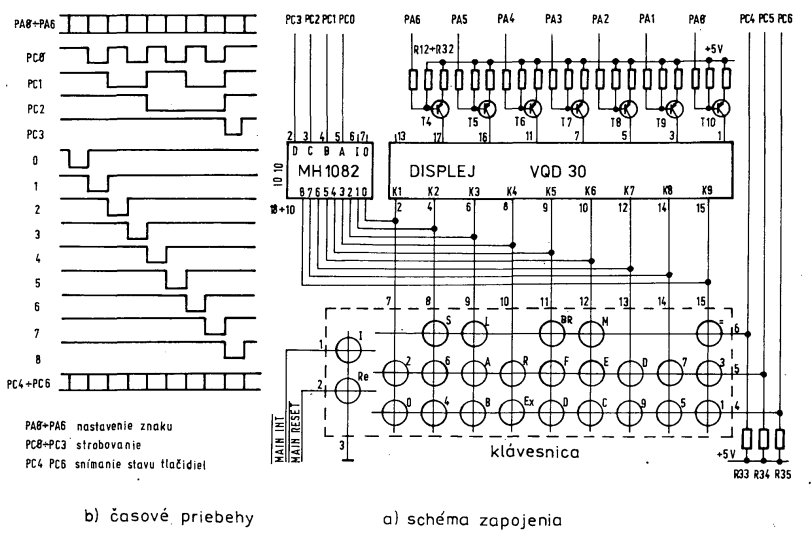 PA0÷PA6
PC0
PC1
PC2
PC3
0
1
2
3
4
5
6
7
8
PC4÷PC6
PA0÷PA6 nastavenie znaku
PC0÷PC3 strobovanie
PC4 PC6 snímanie stavu tlačidiel
b) časové priebehy
PC3 PC2 PC1 PC0 PA6 PA5 PA4 PA3 PA2 PA1 PA0 PC4 PC5 PC6
R12÷R32 +5V
T4 T5 T6 T7 T8 T9 T10
2 3 4 5 6 17 13 17 16 11 7 5 3 1
D C B A I 0
IO 10 MH1082 DISPLEJ VQD 30
8 7 6 5 4 3 2 1 0 K1 K2 K3 K4 K5 K6 K7 K8 K9
18÷10 2 4 6 8 9 10 12 14 15
7 8 9 10 11 12 13 14 15
S L BR M = 6
1 I
2 6 A R F E D 7 3 5
2 Re
0 4 B Ex D C 9 5 1 4
3
MAIN INT
MAIN RESET
klávesnica
+5V R33 R34 R35
a) schéma zapojenia